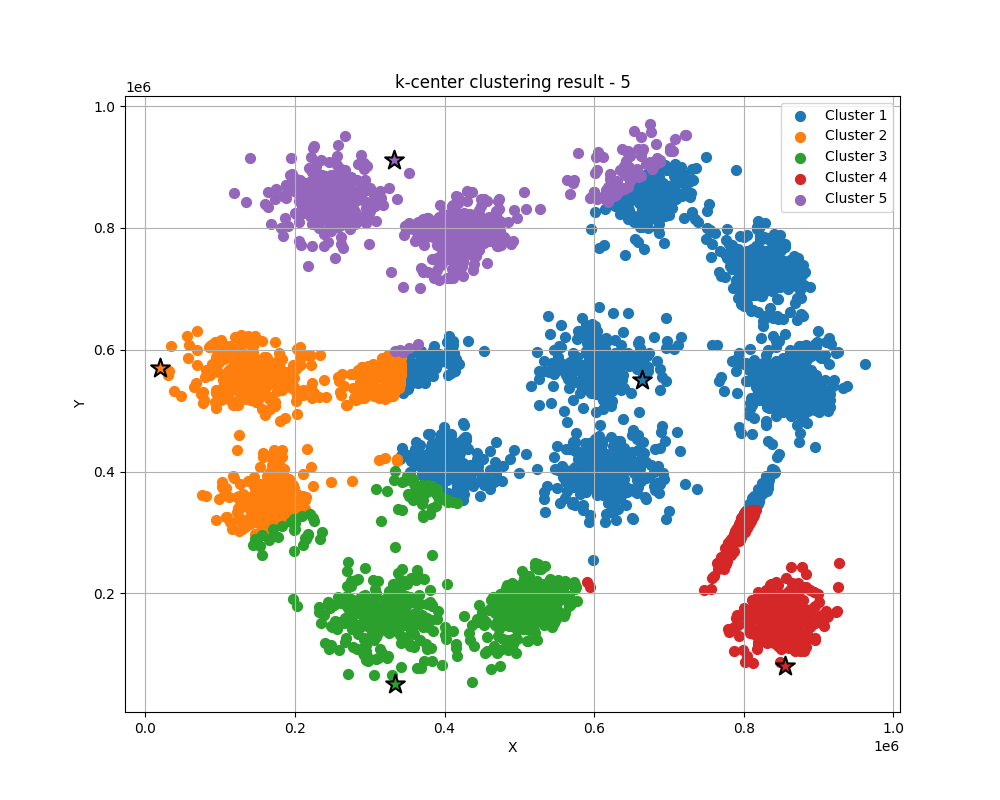 k-center clustering result - 5
1e6
1.0
0.8
0.6
0.4
0.2
Y
Cluster 1
Cluster 2
Cluster 3
Cluster 4
Cluster 5
0.0
0.2
0.4
0.6
0.8
1.0
X
1e6